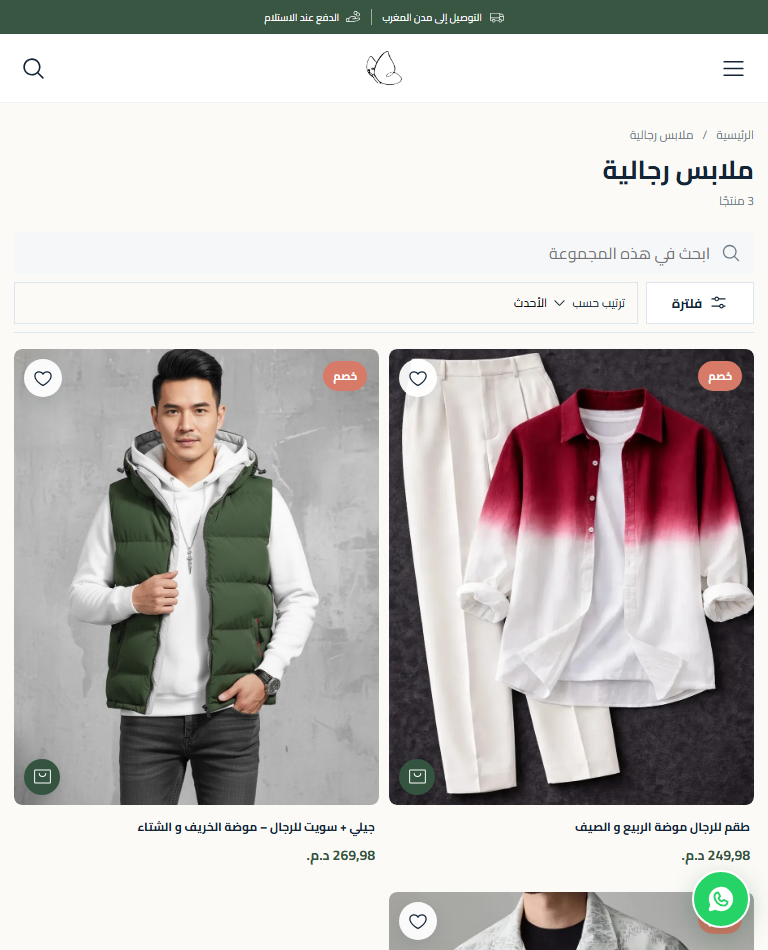 التوصيل إلى مدن المغرب
الدفع عند الاستلام
الرئيسية / ملابس رجالية
ملابس رجالية
3 منتجًا
ابحث في هذه المجموعة
فلترة
ترتيب حسب الأحدث
خصم
خصم
طقم للرجال موضة الربيع و الصيف
249,98 د.م.
جيلي + سويت للرجال – موضة الخريف و الشتاء
269,98 د.م.